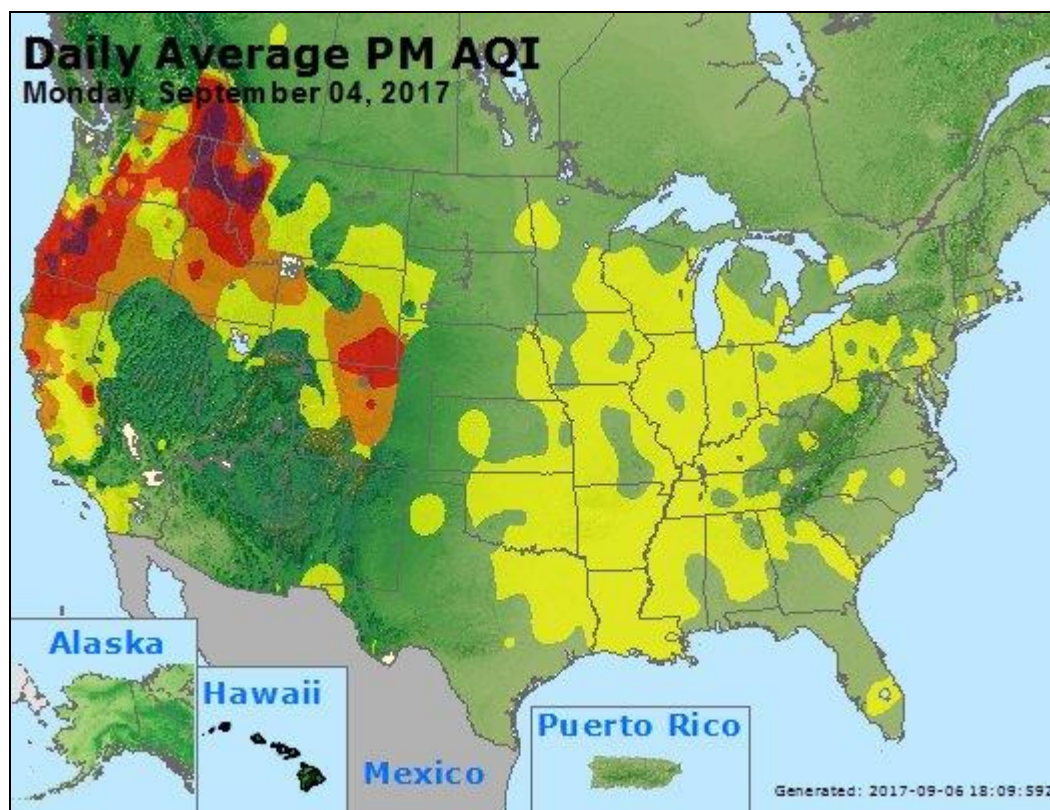 Daily Average PM AQI
Monday, September 04, 2017
Alaska
Hawaii
Mexico
Puerto Rico
Generated: 2017-09-06 18:09:59Z